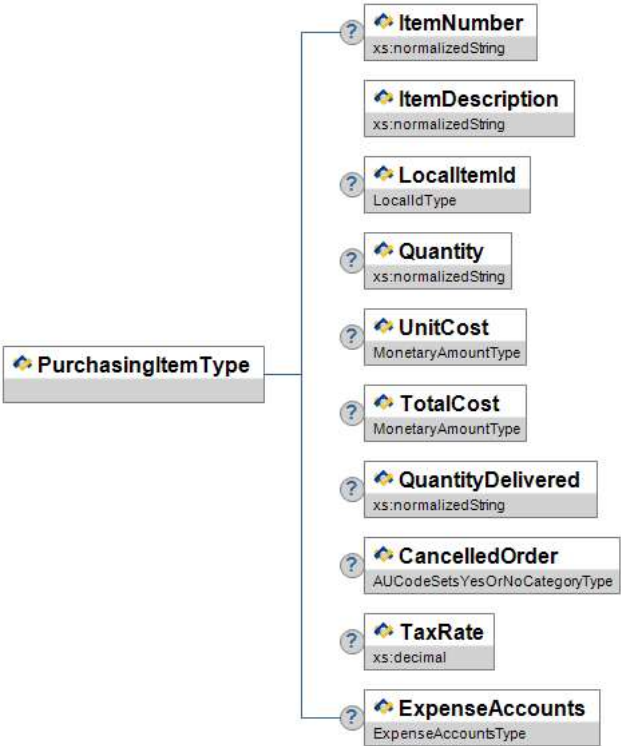 ?
ItemNumber
xs:normalizedString
ItemDescription
xs:normalizedString
?
LocalItemId
LocalIdType
?
Quantity
xs:normalizedString
?
UnitCost
MonetaryAmountType
PurchasingItemType
?
TotalCost
MonetaryAmountType
?
QuantityDelivered
xs:normalizedString
?
CancelledOrder
AUCodeSetsYesOrNoCategoryType
?
TaxRate
xs:decimal
?
ExpenseAccounts
ExpenseAccountsType